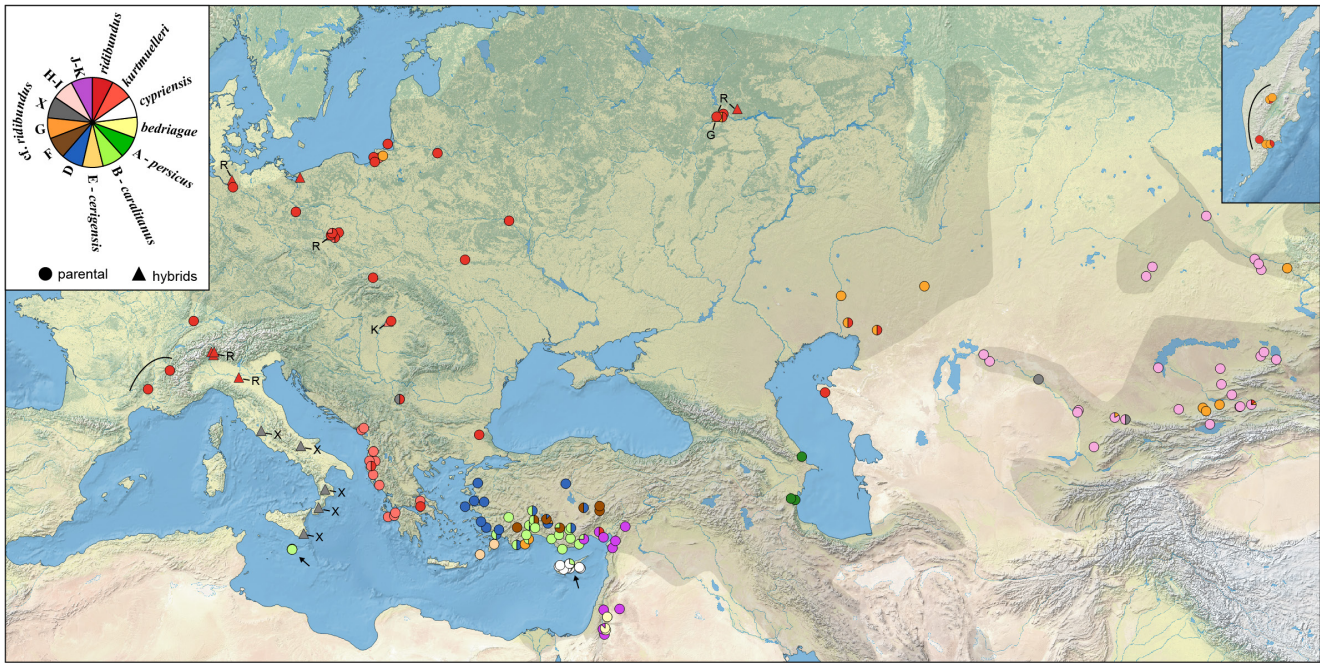 J-K
ridibundus
kurtmuelleri
cypriensis
bedriagae
A - persicus
B - caralitanus
E - cerigensis
D
F
G
X
H-I
cf. ridibundus
parental
hybrids
R
G
R
R
K
R
R
X
X
X
X
X